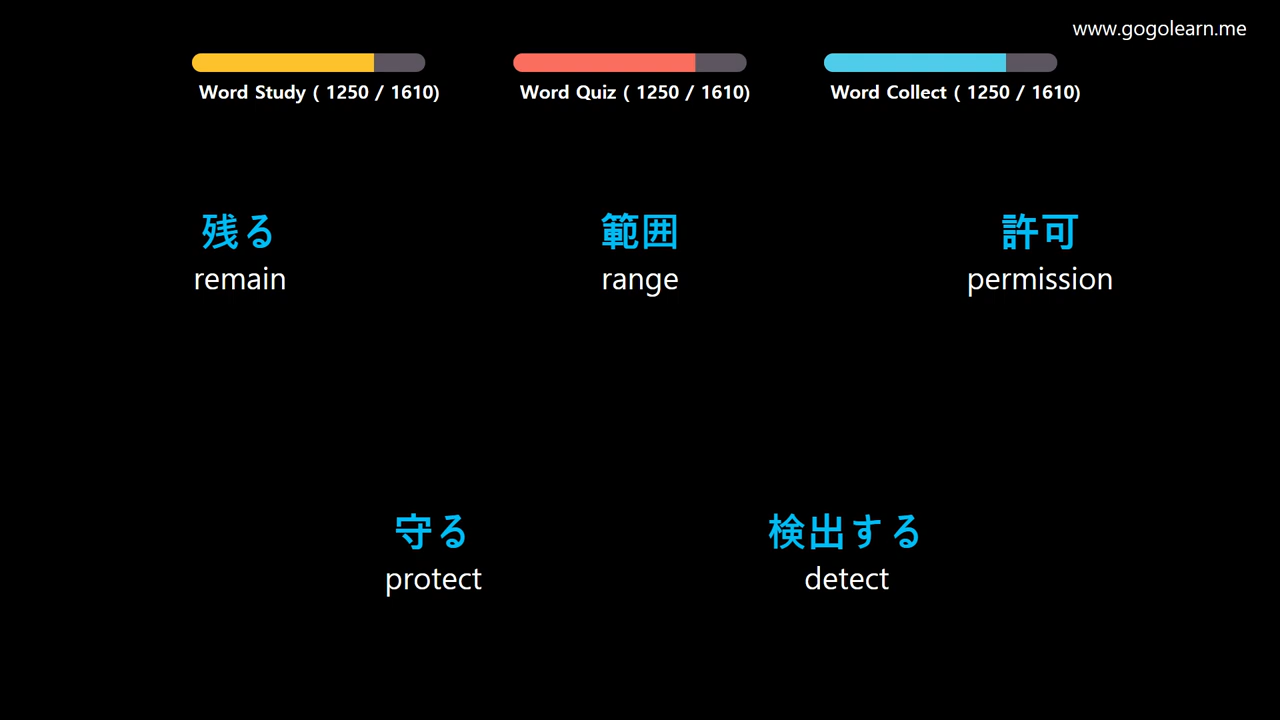 www.gogolearn.me
Word Study ( 1250 / 1610)
Word Quiz ( 1250 / 1610)
Word Collect ( 1250 / 1610)
残る
remain
範囲
range
許可
permission
守る
protect
検出する
detect